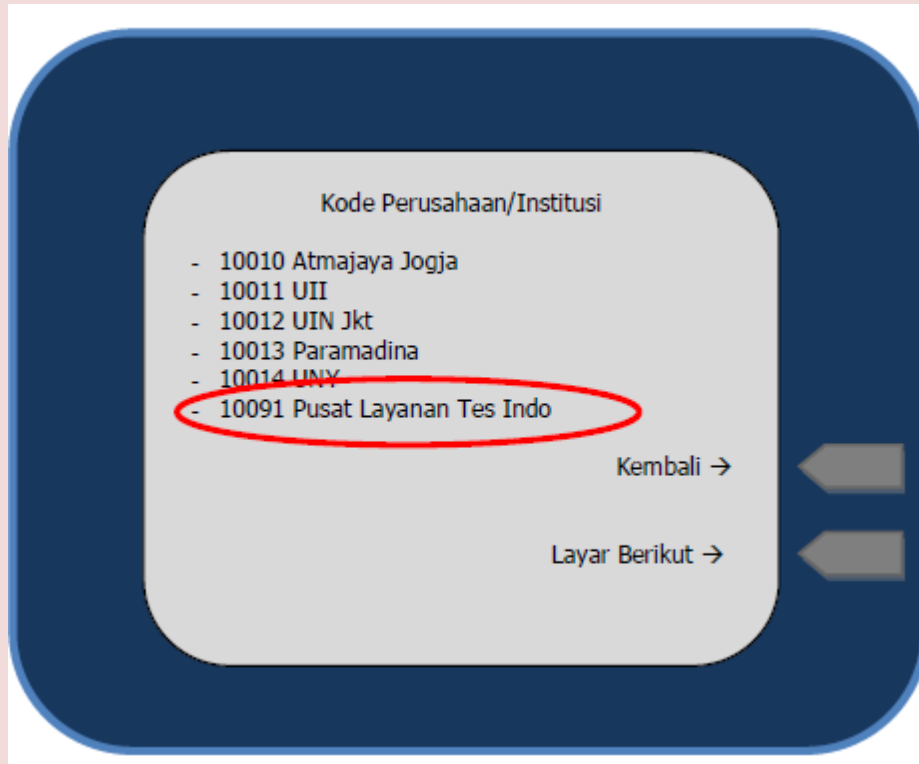 Kode Perusahaan/Institusi
- 10010 Atmajaya Jogja
- 10011 UII
- 10012 UIN Jkt
- 10013 Paramadina
- 10014 UNY
- 10091 Pusat Layanan Tes Indo
Kembali →
Layar Berikut →